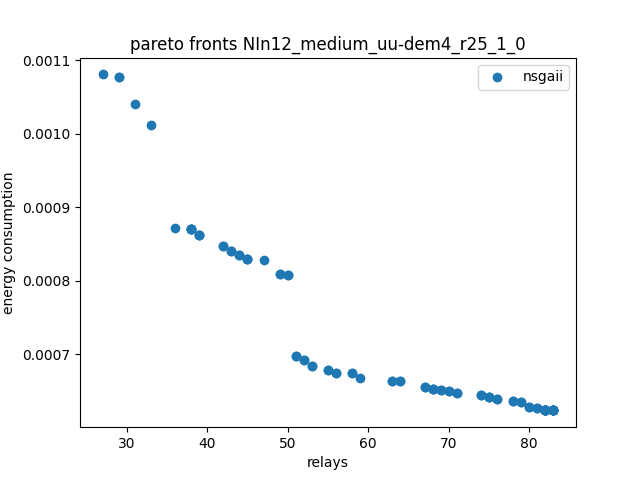 pareto fronts NIn12_medium_uu-dem4_r25_1_0
nsgaii
0.0011
0.0010
0.0009
0.0008
0.0007
energy consumption
30 40 50 60 70 80
relays